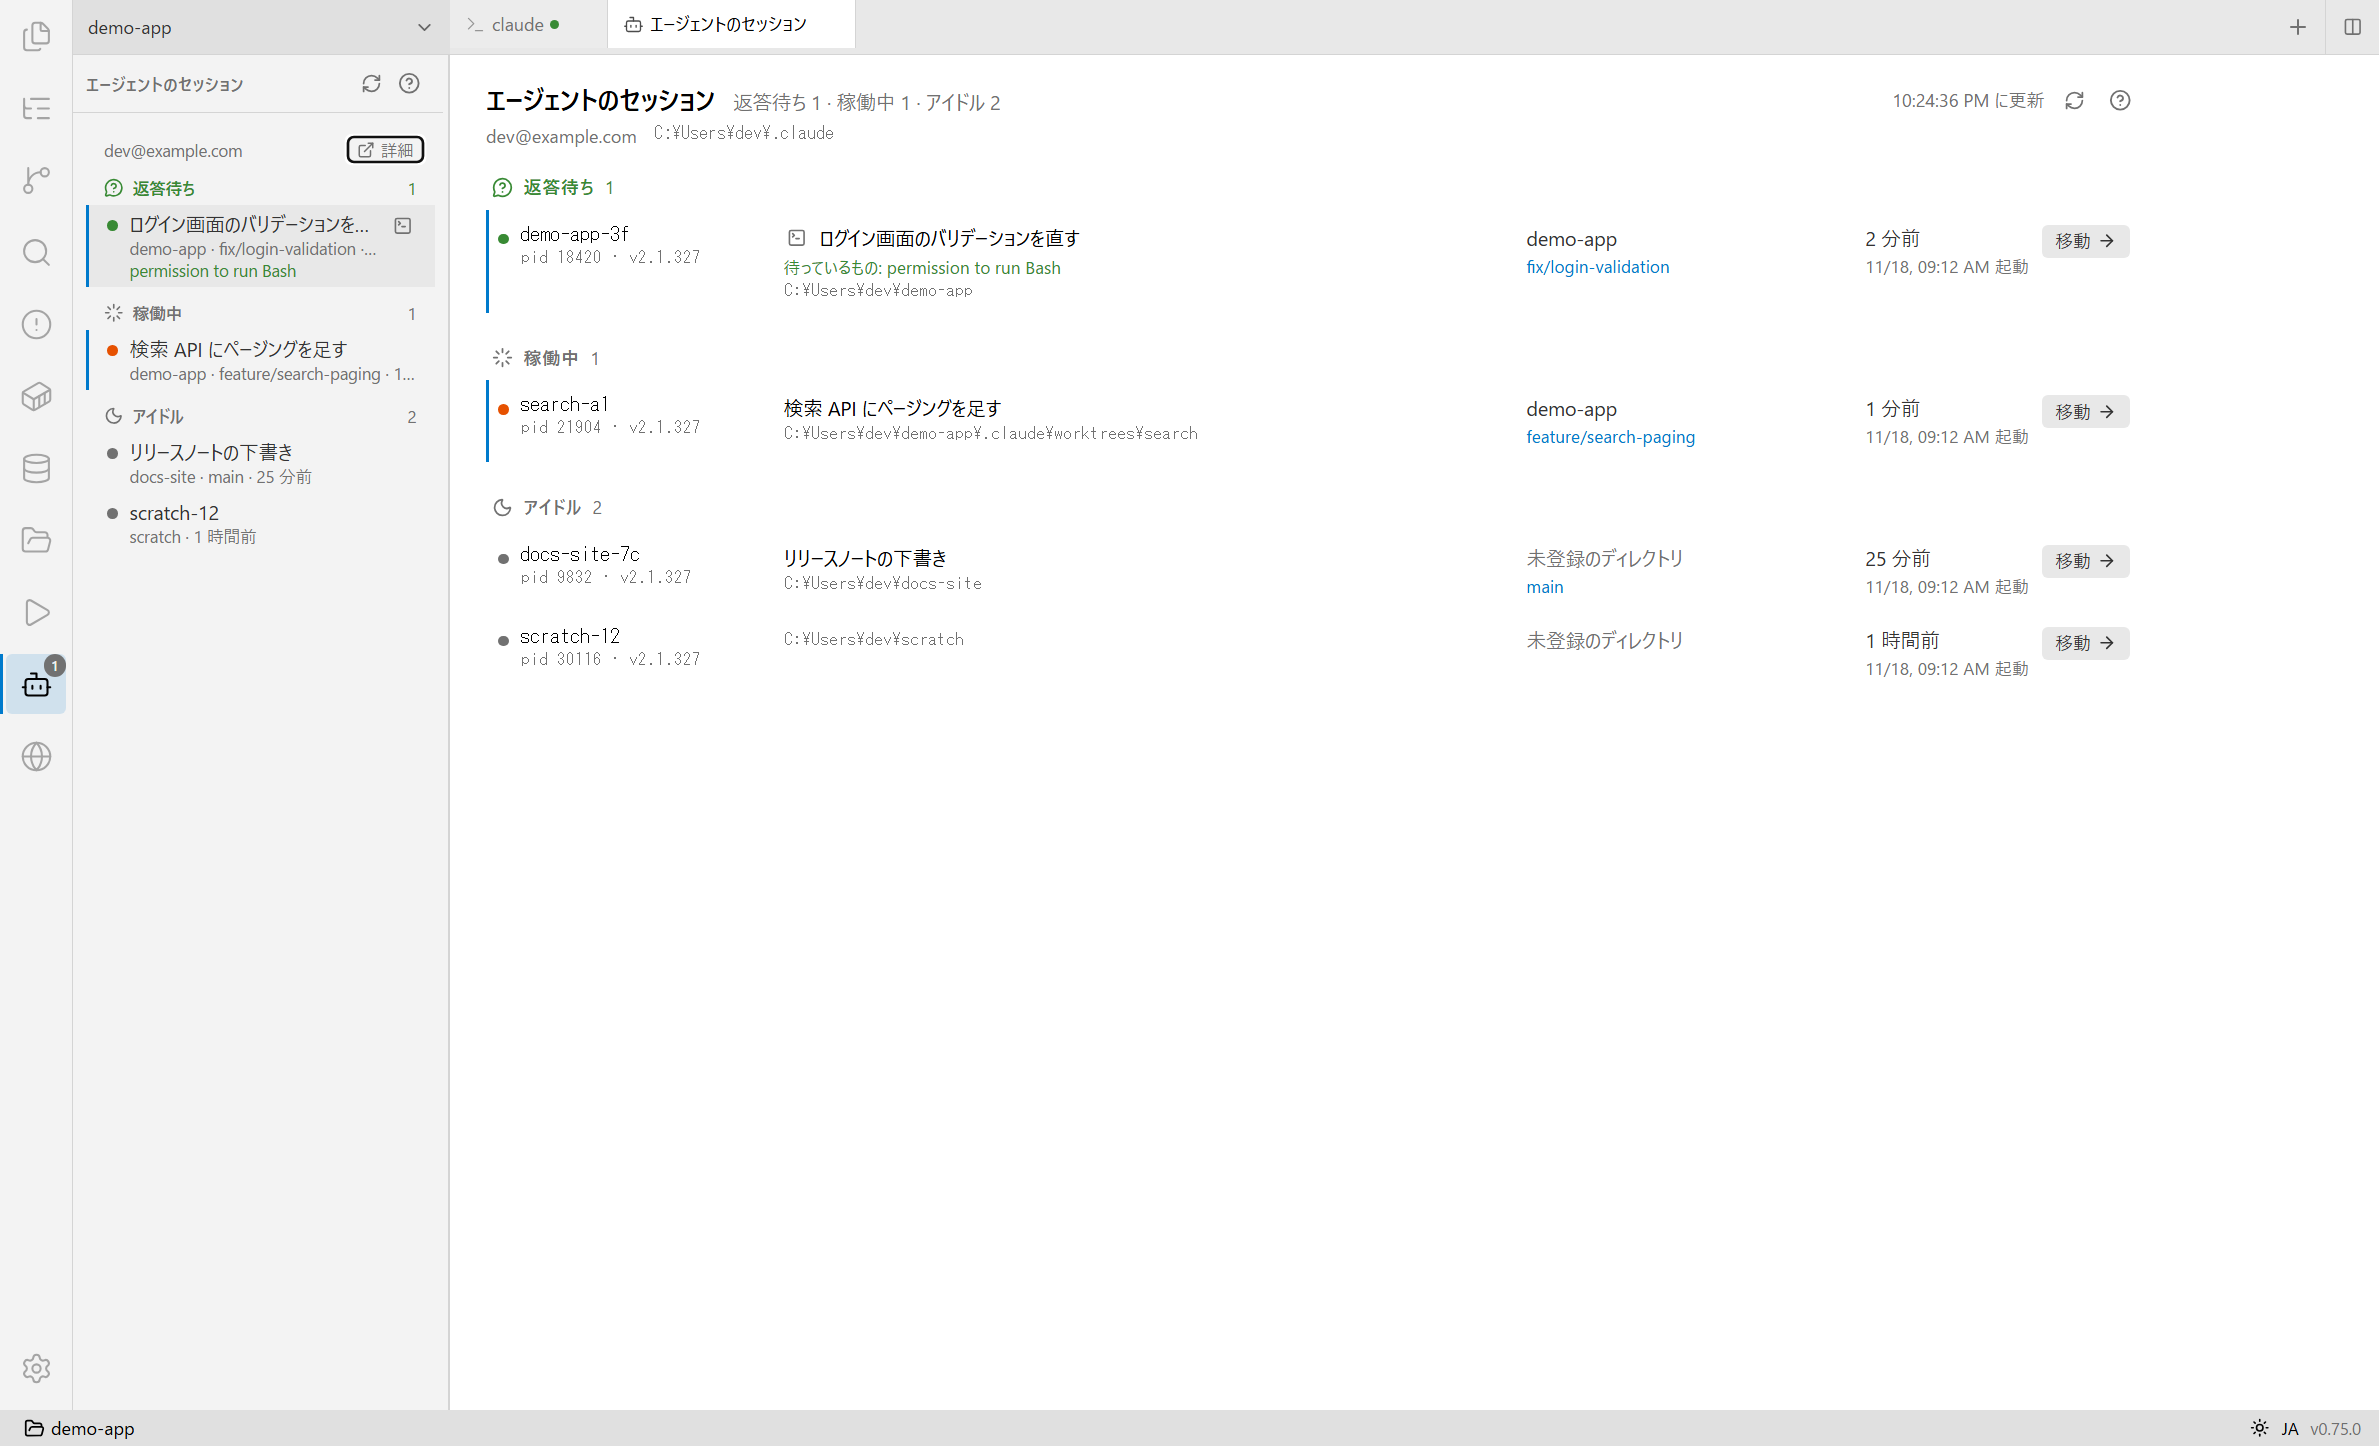 demo-app
claude
エージェントのセッション
エージェントのセッション
dev@example.com
詳細
返答待ち 1
ログイン画面のバリデーションを...
demo-app · fix/login-validation ·...
permission to run Bash
稼働中 1
検索 API にページングを足す
demo-app · feature/search-paging · 1...
アイドル 2
リリースノートの下書き
docs-site · main · 25 分前
scratch-12
scratch · 1 時間前
エージェントのセッション 返答待ち 1 · 稼働中 1 · アイドル 2
10:24:36 PM に更新
dev@example.com C:¥Users¥dev¥.claude
返答待ち 1
demo-app-3f
pid 18420 · v2.1.327
ログイン画面のバリデーションを直す
待っているもの: permission to run Bash
C:¥Users¥dev¥demo-app
demo-app
fix/login-validation
2 分前
11/18, 09:12 AM 起動
移動
稼働中 1
search-a1
pid 21904 · v2.1.327
検索 API にページングを足す
C:¥Users¥dev¥demo-app¥.claude¥worktrees¥search
demo-app
feature/search-paging
1 分前
11/18, 09:12 AM 起動
移動
アイドル 2
docs-site-7c
pid 9832 · v2.1.327
リリースノートの下書き
C:¥Users¥dev¥docs-site
未登録のディレクトリ
main
25 分前
11/18, 09:12 AM 起動
移動
scratch-12
pid 30116 · v2.1.327
C:¥Users¥dev¥scratch
未登録のディレクトリ
1 時間前
11/18, 09:12 AM 起動
移動
1
demo-app
JA v0.75.0